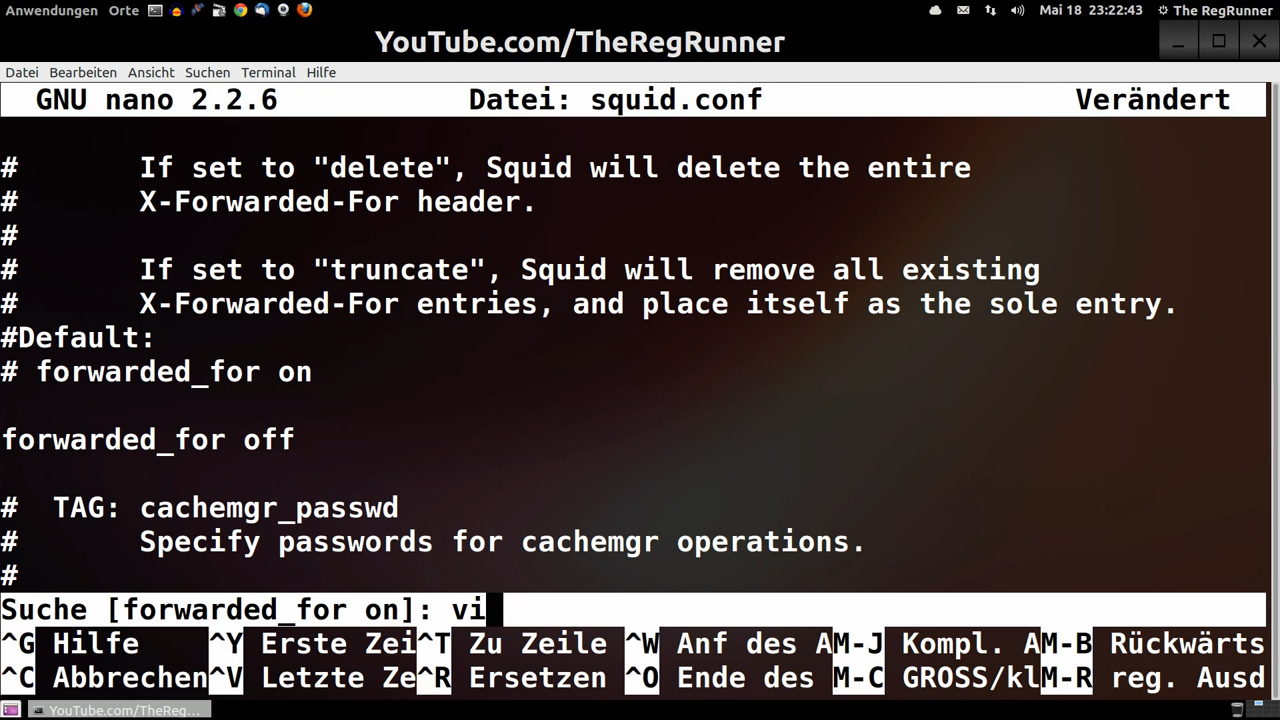 Anwendungen Orte Mai 18 23:22:43 The RegRunner
YouTube.com/TheRegRunner
Datei Bearbeiten Ansicht Suchen Terminal Hilfe
GNU nano 2.2.6 Datei: squid.conf Verändert
# If set to "delete", Squid will delete the entire
# X-Forwarded-For header.
#
# If set to "truncate", Squid will remove all existing
# X-Forwarded-For entries, and place itself as the sole entry.
#Default:
# forwarded_for on
forwarded_for off
# TAG: cachemgr_passwd
# Specify passwords for cachemgr operations.
#
Suche [forwarded_for on]: vi
^G Hilfe ^Y Erste Zei^T Zu Zeile ^W Anf des AM-J Kompl. AM-B Rückwärts
^C Abbrechen^V Letzte Ze^R Ersetzen ^O Ende des M-C GROSS/klM-R reg. Ausd
YouTube.com/TheReg...